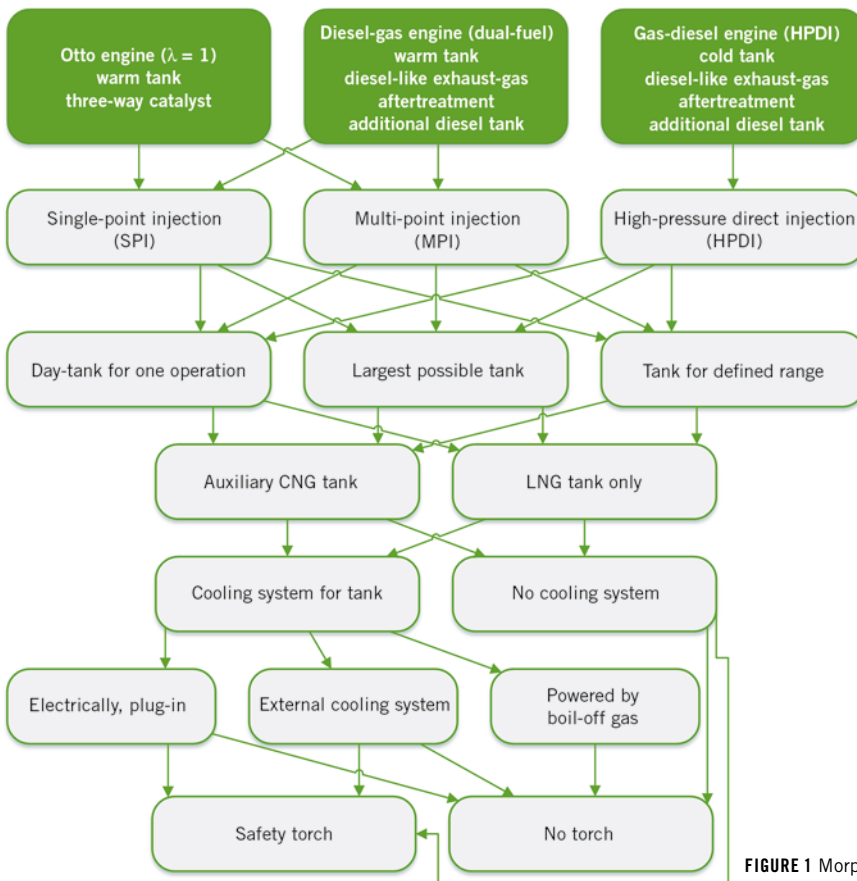 Otto engine (λ = 1)
warm tank
three-way catalyst
Diesel-gas engine (dual-fuel)
warm tank
diesel-like exhaust-gas
aftertreatment
additional diesel tank
Gas-diesel engine (HPDI)
cold tank
diesel-like exhaust-gas
aftertreatment
additional diesel tank
Single-point injection
(SPI)
Multi-point injection
(MPI)
High-pressure direct injection
(HPDI)
Day-tank for one operation
Largest possible tank
Tank for defined range
Auxiliary CNG tank
LNG tank only
Cooling system for tank
No cooling system
Electrically, plug-in
External cooling system
Powered by
boil-off gas
Safety torch
No torch
FIGURE 1 Morp